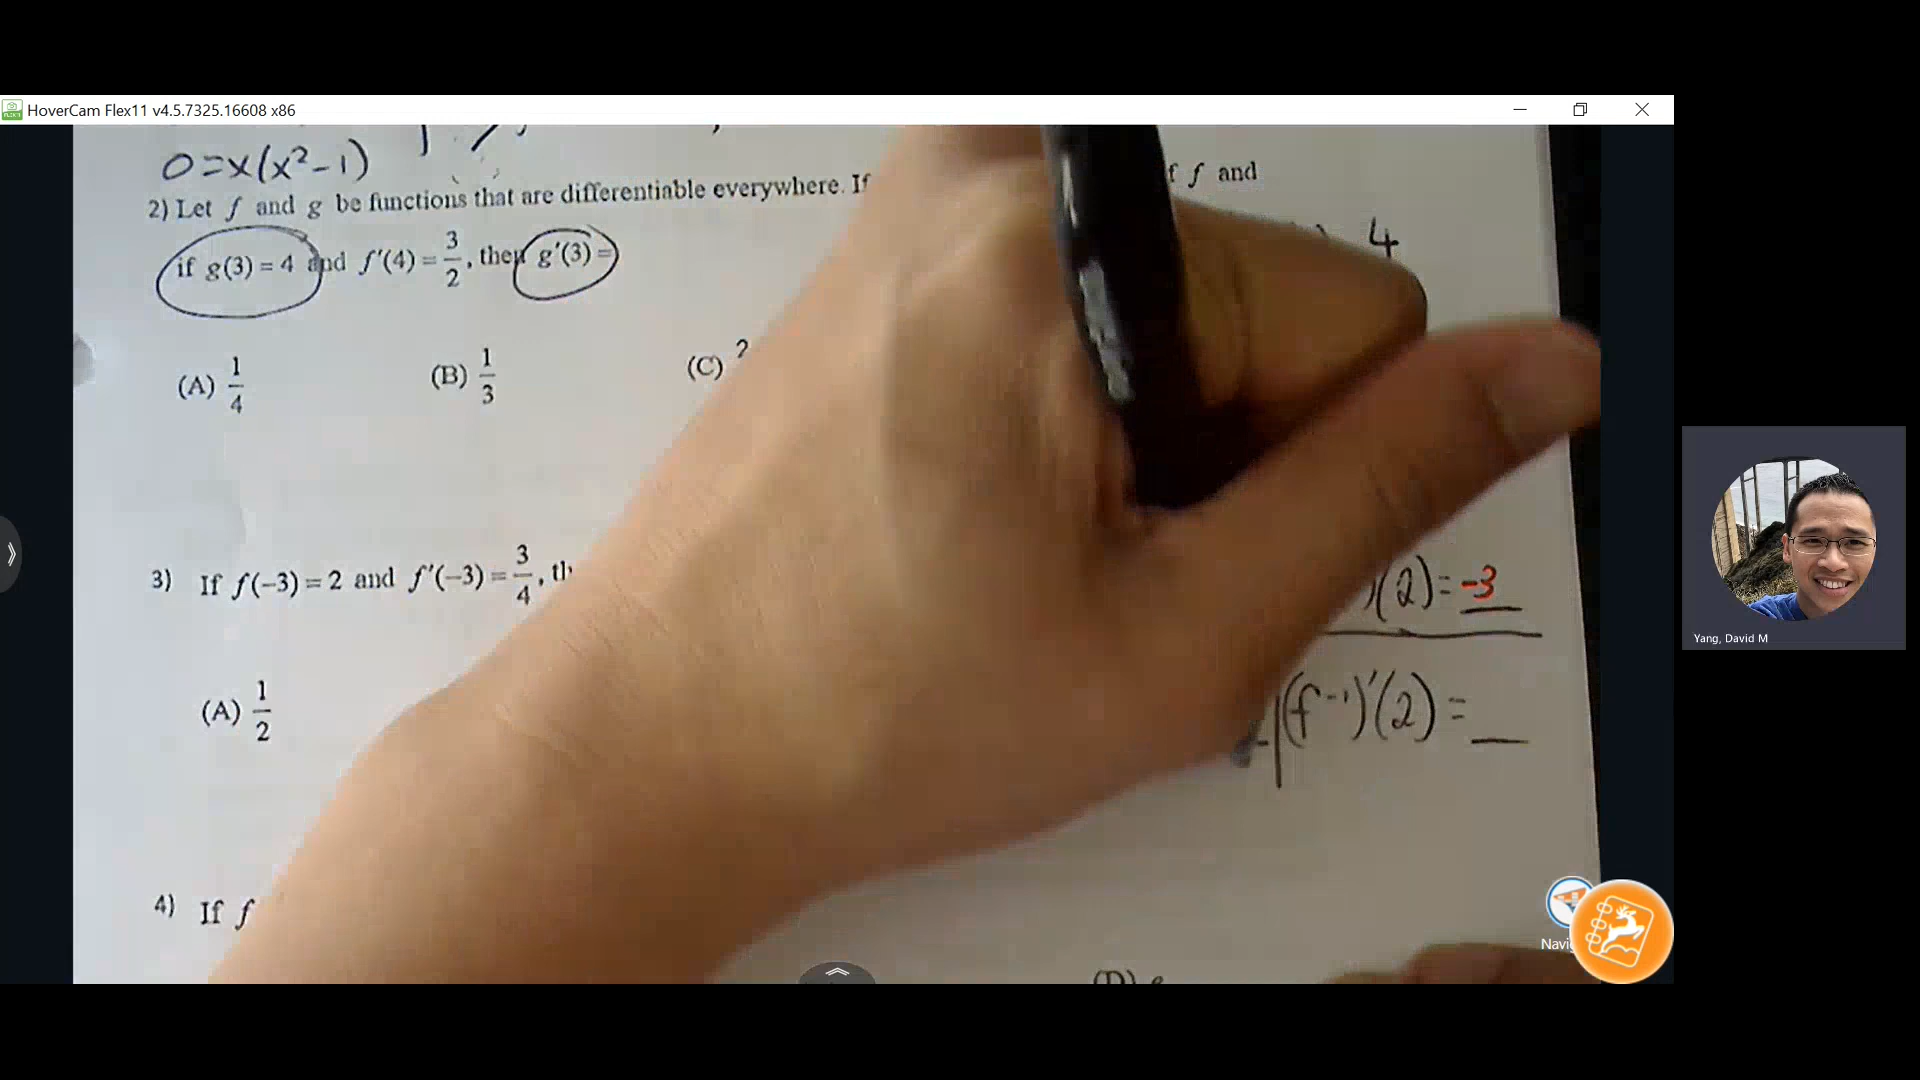 HoverCam Flex11 v4.5.7325.16608 x86
0=x(x²-1)
2) Let f and g be functions that are differentiable everywhere. If f and
4
if g(3) = 4 and f'(4) = 3/2, then g'(3) =
(A) 1/4 (B) 1/3 (C)
3) If f(-3) = 2 and f'(-3) = 3/4,
)(2) = -3
(A) 1/2
(f⁻¹)'(2) = __
4) If f
(D)
Yang, David M